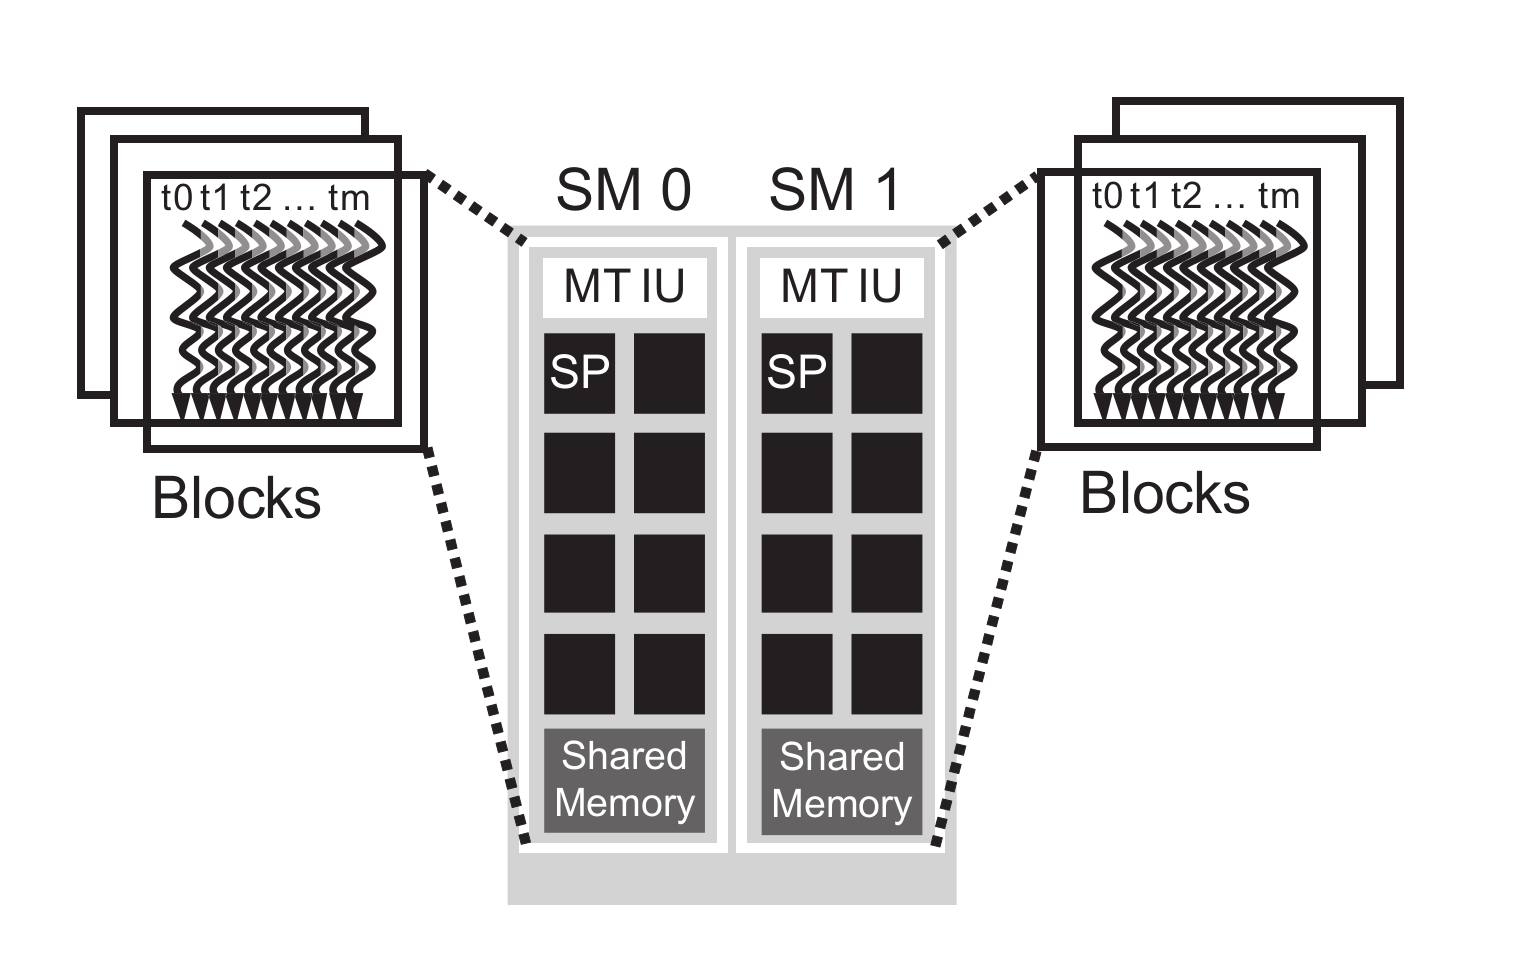 SM 0
SM 1
t0 t1 t2 ... tm
Blocks
MT IU
SP
Shared
Memory
MT IU
SP
Shared
Memory
t0 t1 t2 ... tm
Blocks